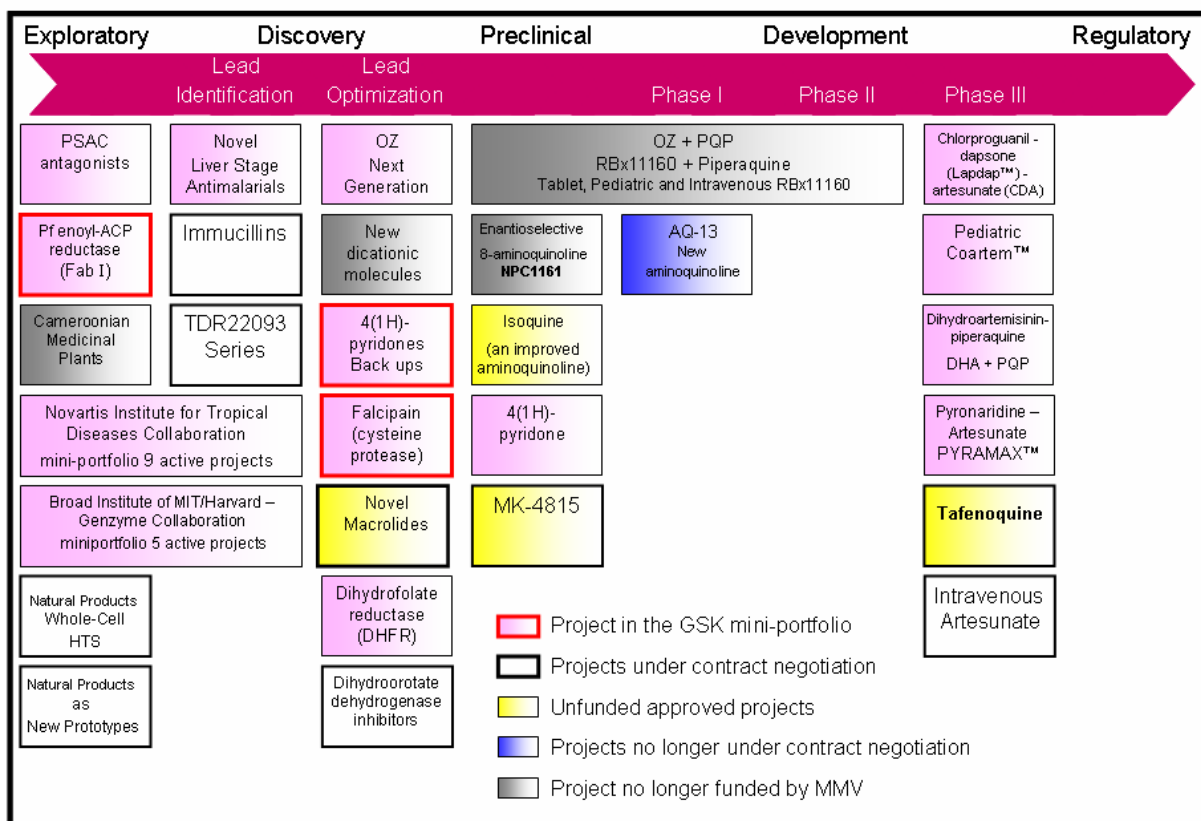 Exploratory
Discovery
Preclinical
Development
Regulatory
Lead
Identification
Lead
Optimization
Phase I
Phase II
Phase III
PSAC
antagonists
Novel
Liver Stage
Antimalarials
OZ
Next
Generation
OZ + PQP
RBx11160 + Piperaquine
Tablet, Pediatric and Intravenous RBx11160
Chlorproguanil -
dapsone
(Lapdap™) -
artesunate (CDA)
Pf enoyl-ACP
reductase
(Fab I)
Immucillins
New
dicationic
molecules
Enantioselective
8-aminoquinoline
NPC1161
AQ-13
New
aminoquinoline
Pediatric
Coartem™
Cameroonian
Medicinal
Plants
TDR22093
Series
4(1H)-
pyridones
Back ups
Isoquine
(an improved
aminoquinoline)
Dihydroartemisinin-
piperaquine
DHA + PQP
Novartis Institute for Tropical
Diseases Collaboration
mini-portfolio 9 active projects
Falcipain
(cysteine
protease)
4(1H)-
pyridone
Pyronaridine –
Artesunate
PYRAMAX™
Broad Institute of MIT/Harvard –
Genzyme Collaboration
miniportfolio 5 active projects
Novel
Macrolides
MK-4815
Tafenoquine
Natural Products
Whole-Cell
HTS
Dihydrofolate
reductase
(DHFR)
Intravenous
Artesunate
Natural Products
as
New Prototypes
Dihydroorotate
dehydrogenase
inhibitors
Project in the GSK mini-portfolio
Projects under contract negotiation
Unfunded approved projects
Projects no longer under contract negotiation
Project no longer funded by MMV